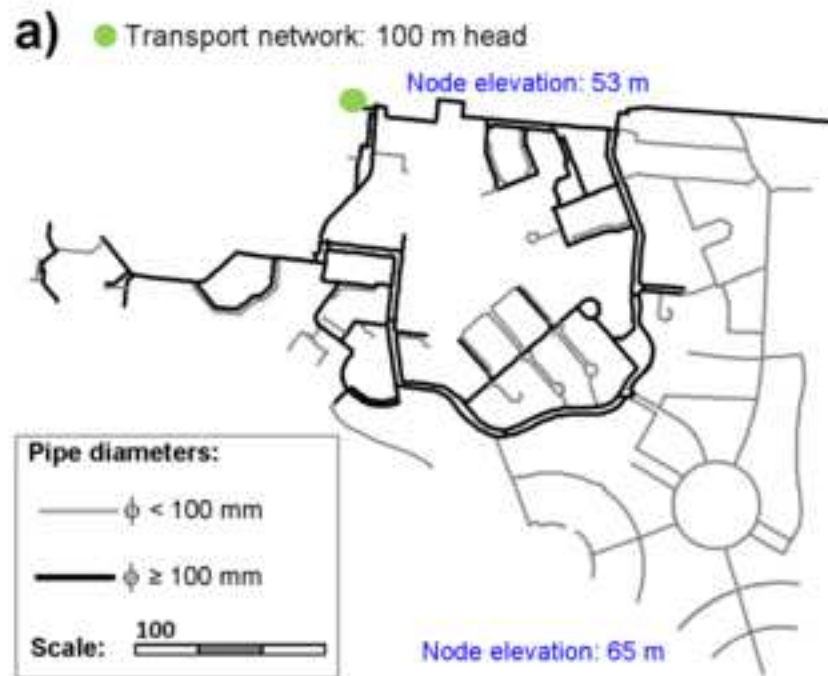 a) Transport network: 100 m head
Node elevation: 53 m
Pipe diameters:
ϕ < 100 mm
ϕ ≥ 100 mm
100
Scale:
Node elevation: 65 m